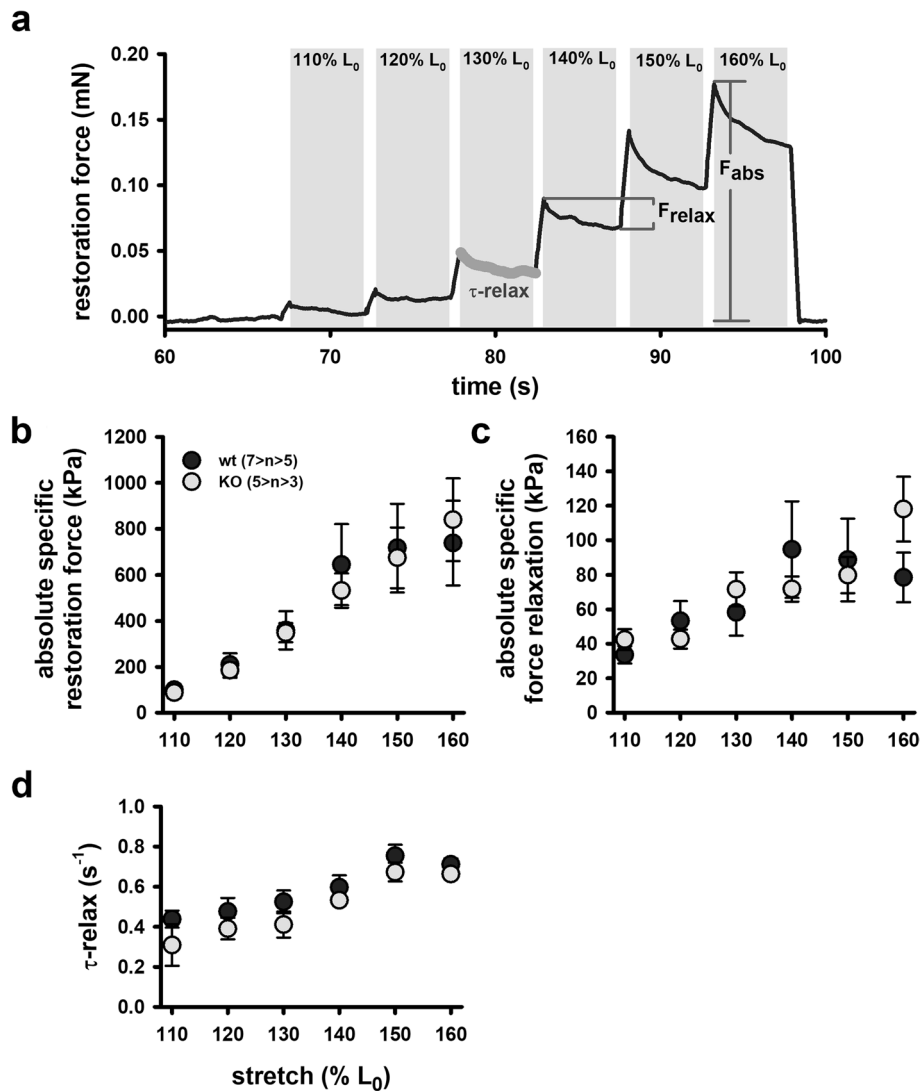 a
restoration force (mN)
0.20
0.15
0.10
0.05
0.00
110% L0
120% L0
130% L0
140% L0
150% L0
160% L0
Fabs
Frelax
τ-relax
60
70
80
90
100
time (s)
b
absolute specific
restoration force (kPa)
1200
1000
800
600
400
200
0
wt (7>n>5)
KO (5>n>3)
110
120
130
140
150
160
c
absolute specific
force relaxation (kPa)
160
140
120
100
80
60
40
20
0
110
120
130
140
150
160
d
τ-relax (s⁻¹)
1.0
0.8
0.6
0.4
0.2
0.0
110
120
130
140
150
160
stretch (% L0)